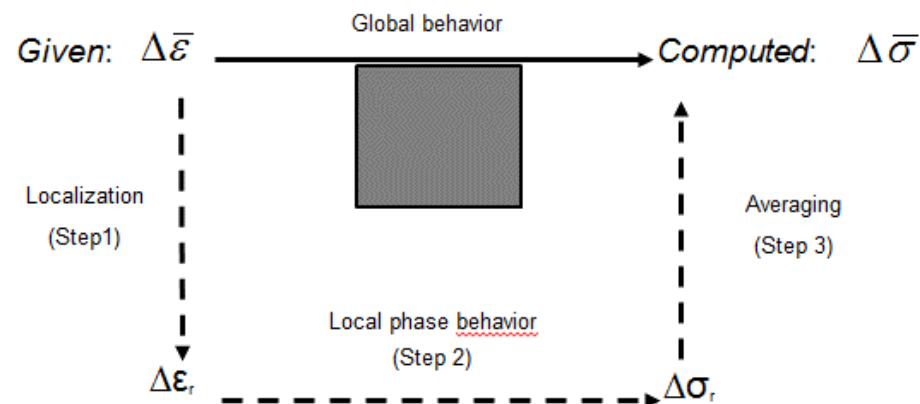 Global behavior
Given: Δε̅
Computed: Δσ̅
Localization
(Step1)
Averaging
(Step 3)
Local phase behavior
(Step 2)
Δεᵣ
Δσᵣ